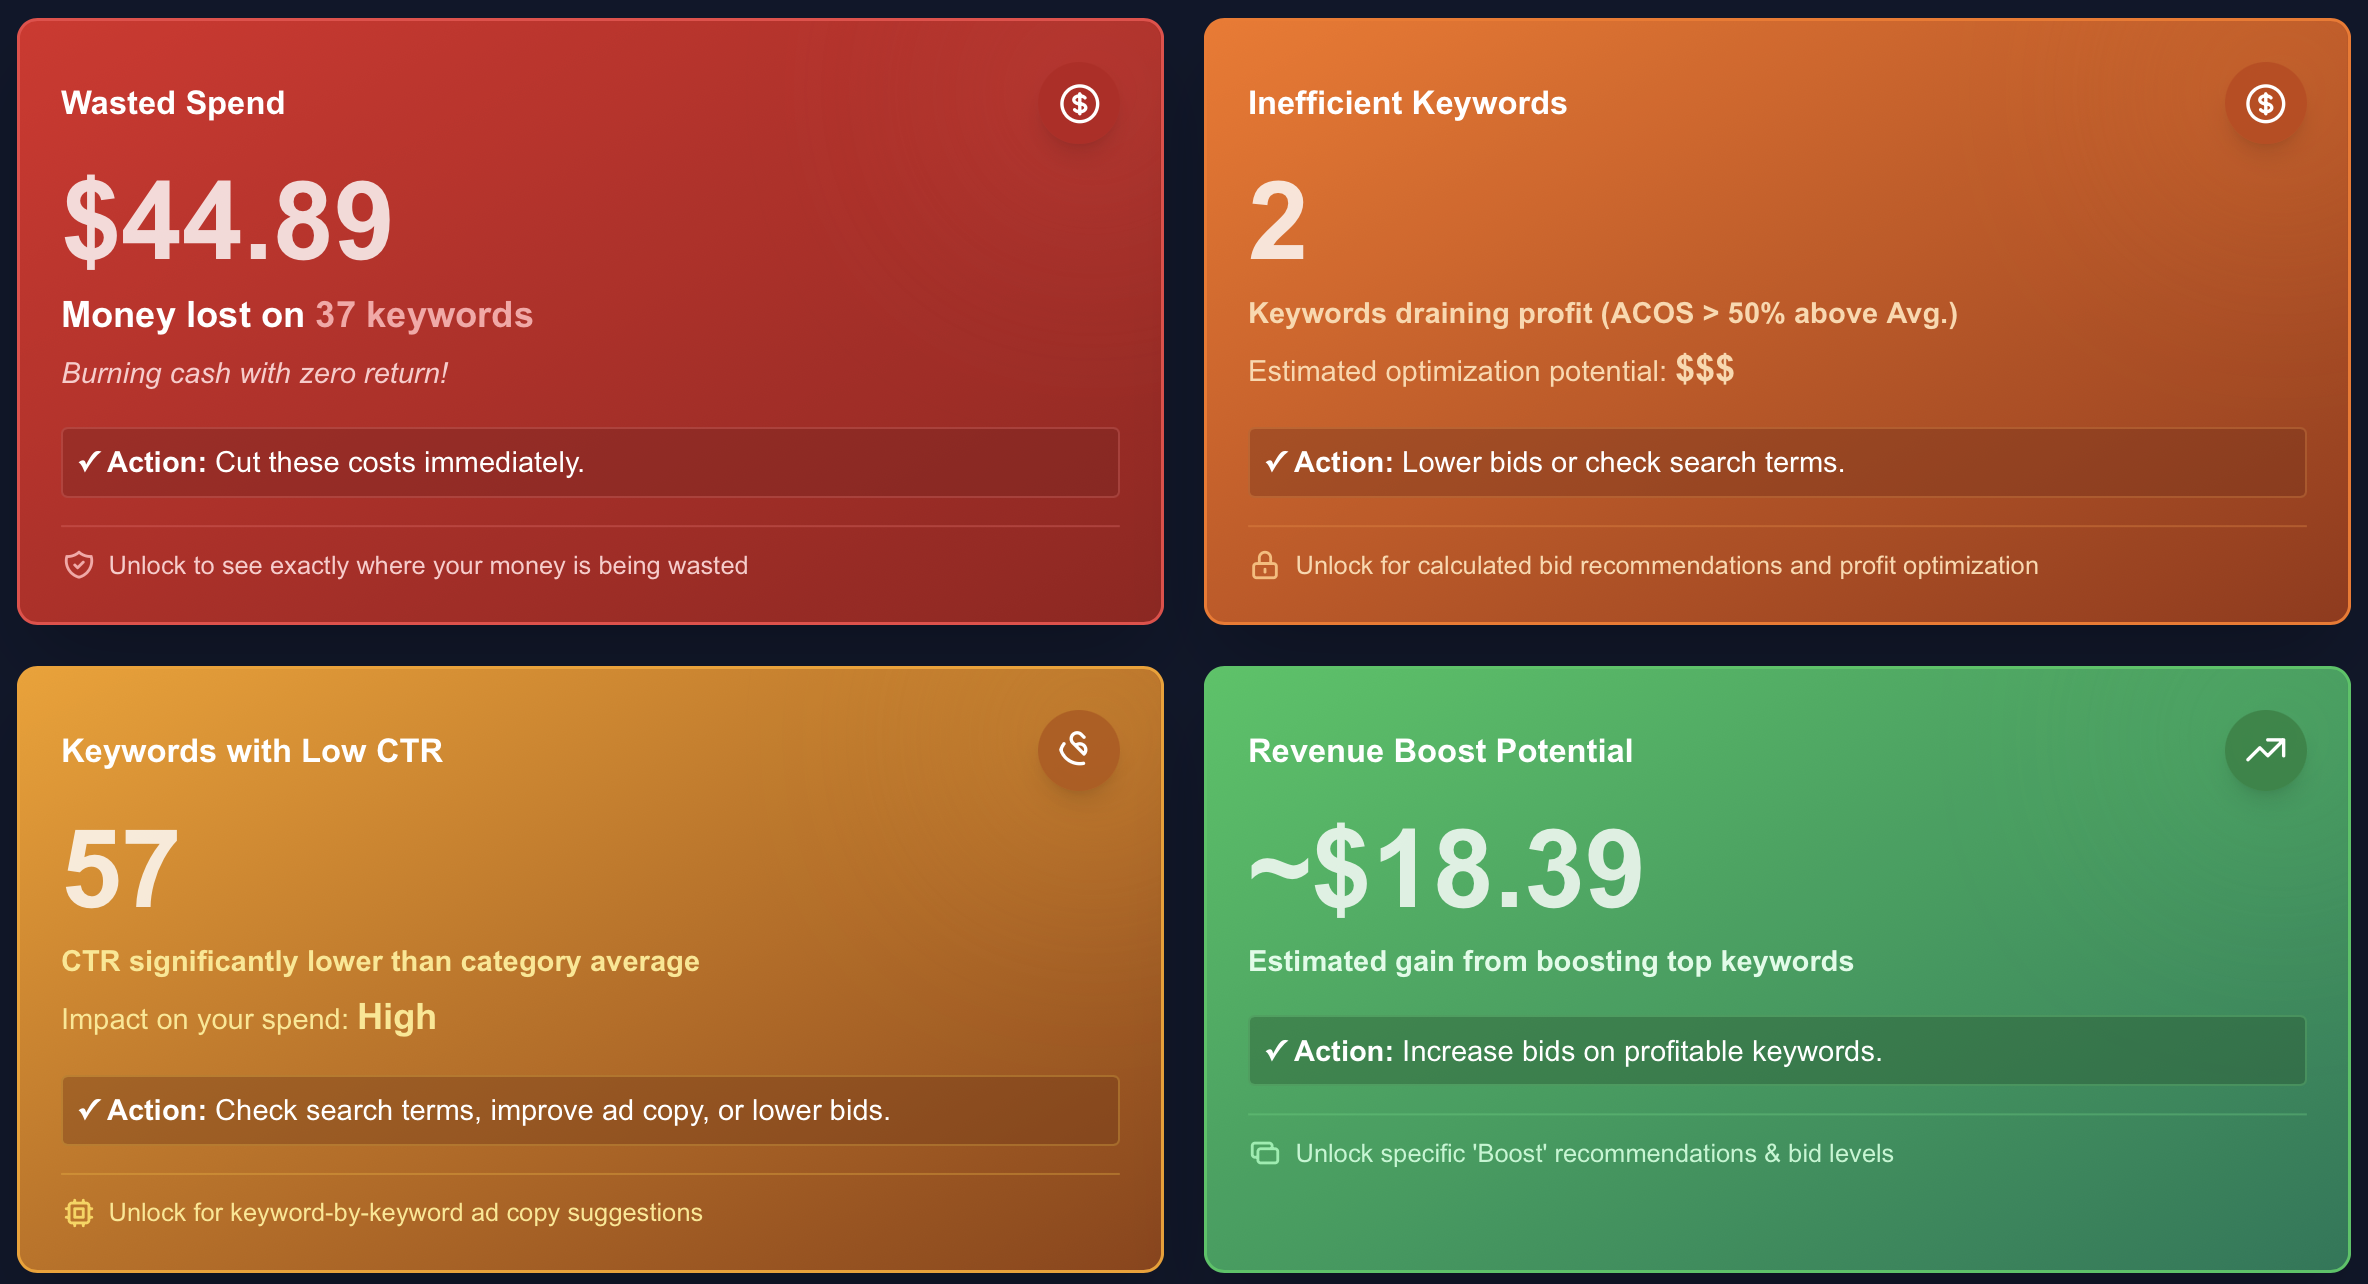 Wasted Spend
$44.89
Money lost on 37 keywords
Burning cash with zero return!
✓ Action: Cut these costs immediately.
Unlock to see exactly where your money is being wasted
Inefficient Keywords
2
Keywords draining profit (ACOS > 50% above Avg.)
Estimated optimization potential: $$$
✓ Action: Lower bids or check search terms.
Unlock for calculated bid recommendations and profit optimization
Keywords with Low CTR
57
CTR significantly lower than category average
Impact on your spend: High
✓ Action: Check search terms, improve ad copy, or lower bids.
Unlock for keyword-by-keyword ad copy suggestions
Revenue Boost Potential
~$18.39
Estimated gain from boosting top keywords
✓ Action: Increase bids on profitable keywords.
Unlock specific 'Boost' recommendations & bid levels